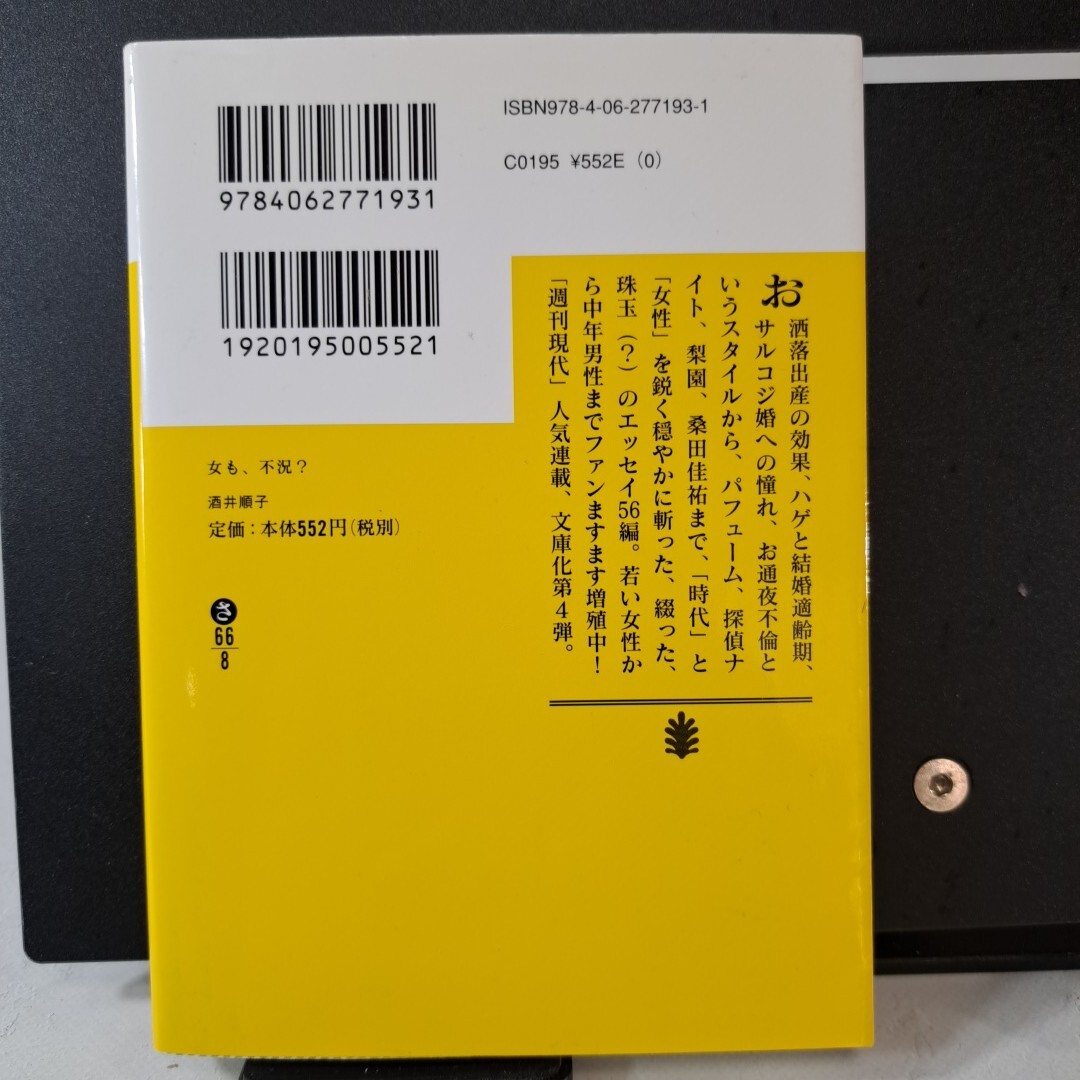 9784062771931
ISBN978-4-06-277193-1
C0195 ¥552E (0)
1920195005521
お洒落出産の効果、ハゲと結婚適齢期、
サルコジ婚への憧れ、お通夜不倫と
いうスタイルから、パフューム、探偵ナ
イト、梨園、桑田佳祐まで、「時代」と
「女性」を鋭く穏やかに斬った、綴った、
珠玉（？）のエッセイ56編。若い女性か
ら中年男性までファンますます増殖中！
「週刊現代」人気連載、文庫化第4弾。
女も、不況？
酒井順子
定価：本体552円（税別）
さ
66
8